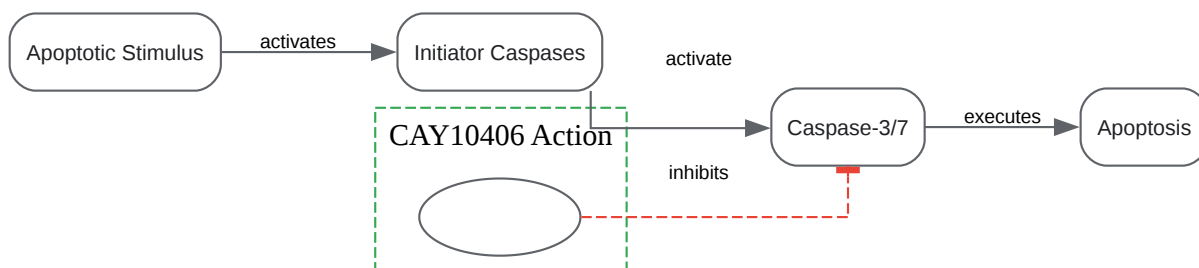 Apoptotic Stimulus
activates
Initiator Caspases
activate
CAY10406 Action
Caspase-3/7
executes
Apoptosis
inhibits